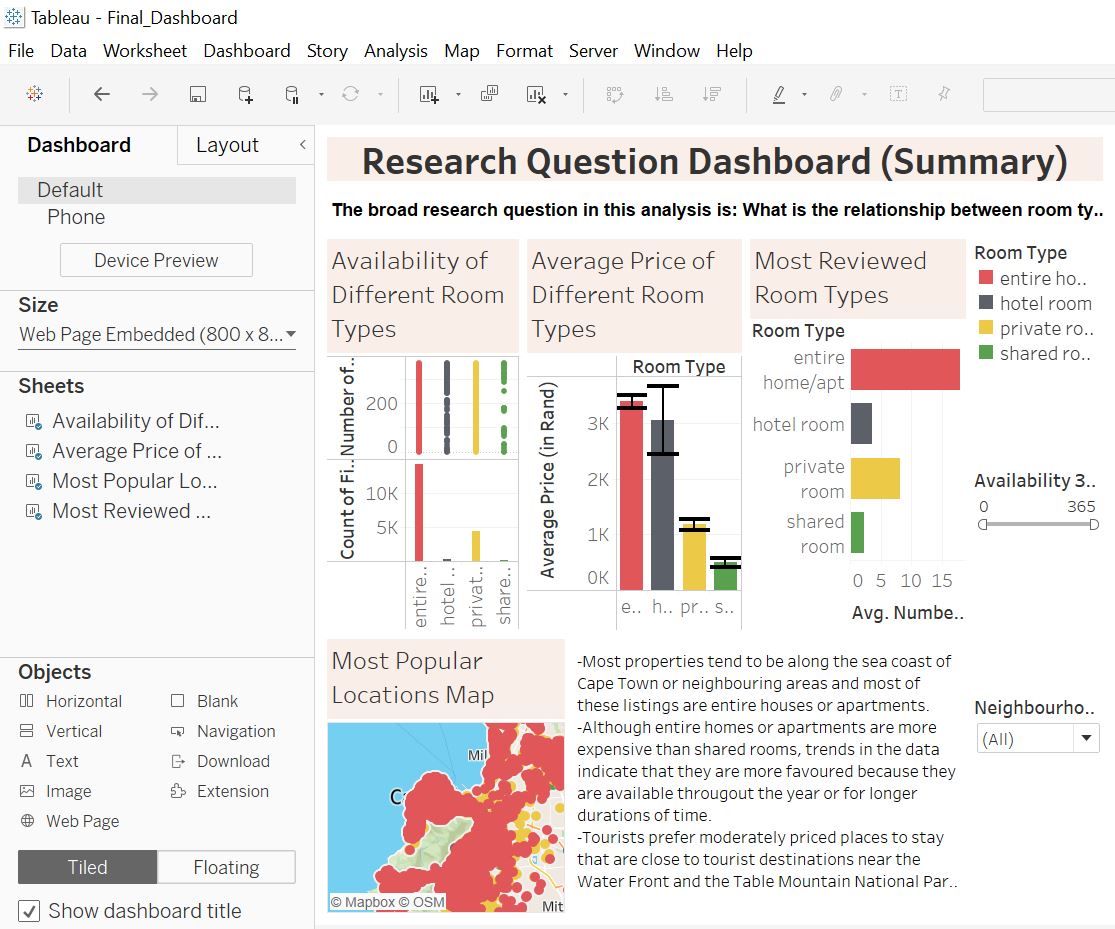 Tableau - Final_Dashboard
File Data Worksheet Dashboard Story Analysis Map Format Server Window Help
Dashboard
Layout
Default
Phone
Device Preview
Size
Web Page Embedded (800 x 8...
Sheets
Availability of Dif...
Average Price of ...
Most Popular Lo...
Most Reviewed ...
Objects
Horizontal
Blank
Vertical
Navigation
Text
Download
Image
Extension
Web Page
Tiled
Floating
Show dashboard title
Research Question Dashboard (Summary)
The broad research question in this analysis is: What is the relationship between room ty..
Availability of
Different Room
Types
Number of..
200
0
Count of Fi..
10K
5K
entire..
hotel ..
privat..
share..
Average Price of
Different Room
Types
Room Type
Average Price (in Rand)
3K
2K
1K
0K
e..
h..
pr..
s..
Most Reviewed
Room Types
Room Type
entire
home/apt
hotel room
private
room
shared
room
0 5 10 15
Avg. Numbe..
Room Type
entire ho..
hotel room
private ro..
shared ro..
Availability 3..
0
365
Neighbourho..
(All)
Most Popular
Locations Map
Mil
C
Mit
© Mapbox © OSM
-Most properties tend to be along the sea coast of
Cape Town or neighbouring areas and most of
these listings are entire houses or apartments.
-Although entire homes or apartments are more
expensive than shared rooms, trends in the data
indicate that they are more favoured because they
are available througout the year or for longer
durations of time.
-Tourists prefer moderately priced places to stay
that are close to tourist destinations near the
Water Front and the Table Mountain National Par..